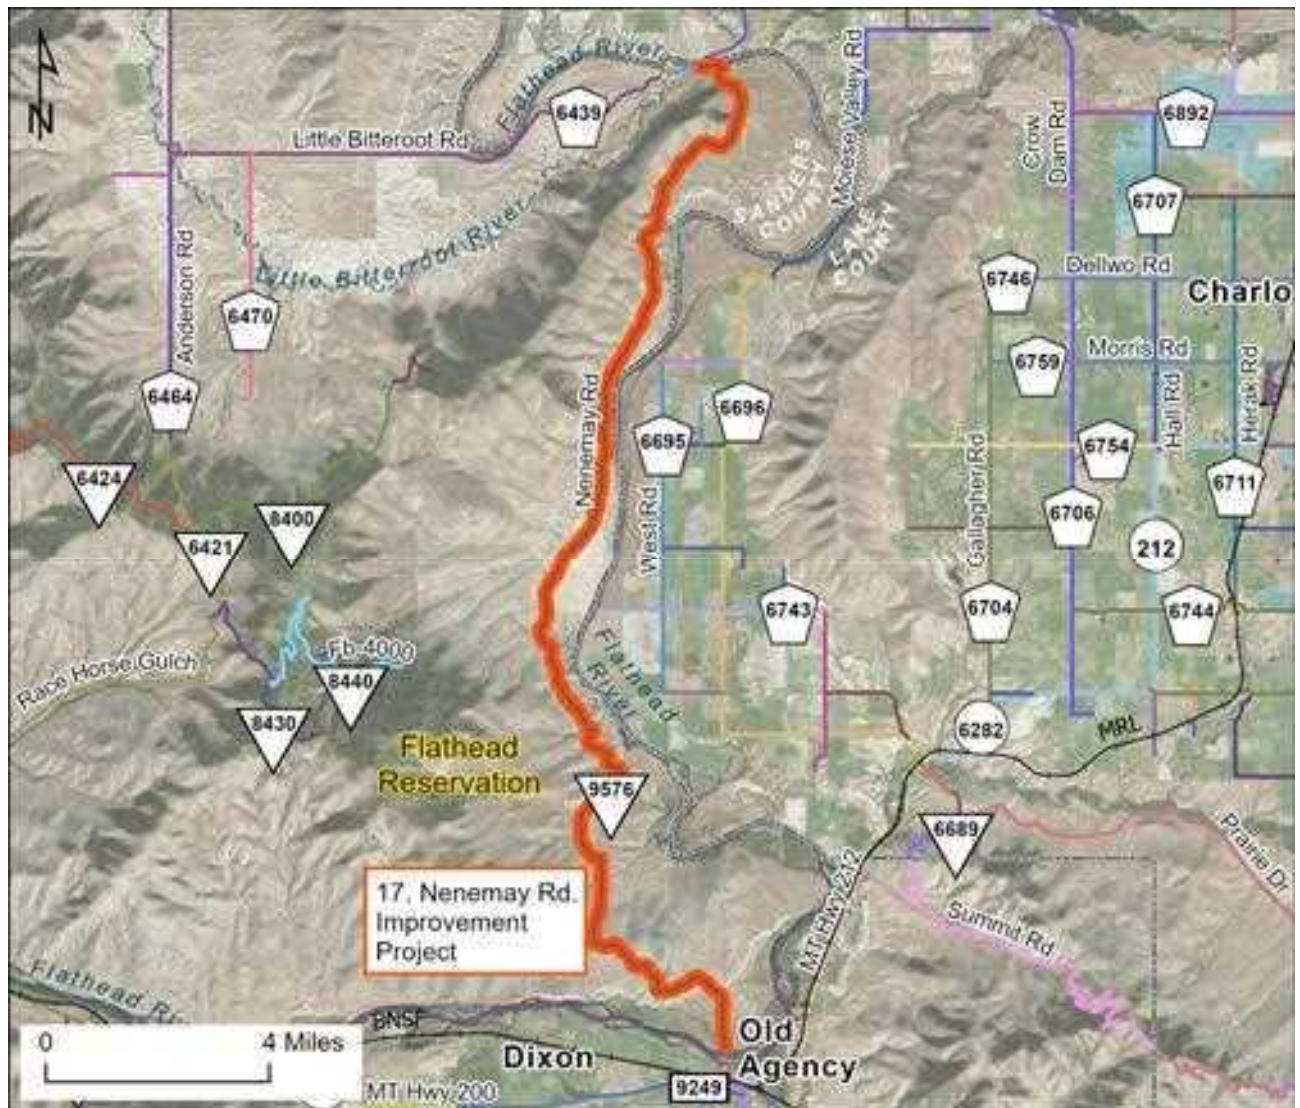 N
Flathead River
6439
Little Bitteroot Rd
Moiese Valley Rd
Crow
Dam Rd
6892
6707
SANDERS
COUNTY
LAKE
COUNTY
Little Bitterroot River
Anderson Rd
6470
6746
Dellwo Rd
Charlo
6759
Morris Rd
6464
Nenemay Rd
6696
6695
Hall Rd
Herak Rd
6754
Gallagher Rd
6424
8400
6421
West Rd
6706
6711
212
6743
6704
6744
Race Horse Gulch
Fb-4000
8440
8430
Flathead
River
6282
MRL
Flathead
Reservation
9576
6689
Prairie Dr
17, Nenemay Rd.
Improvement
Project
MT Hwy 212
Summit Rd
Flathead Ri
BNSF
0
4 Miles
Dixon
Old
Agency
MT Hwy 200
9249